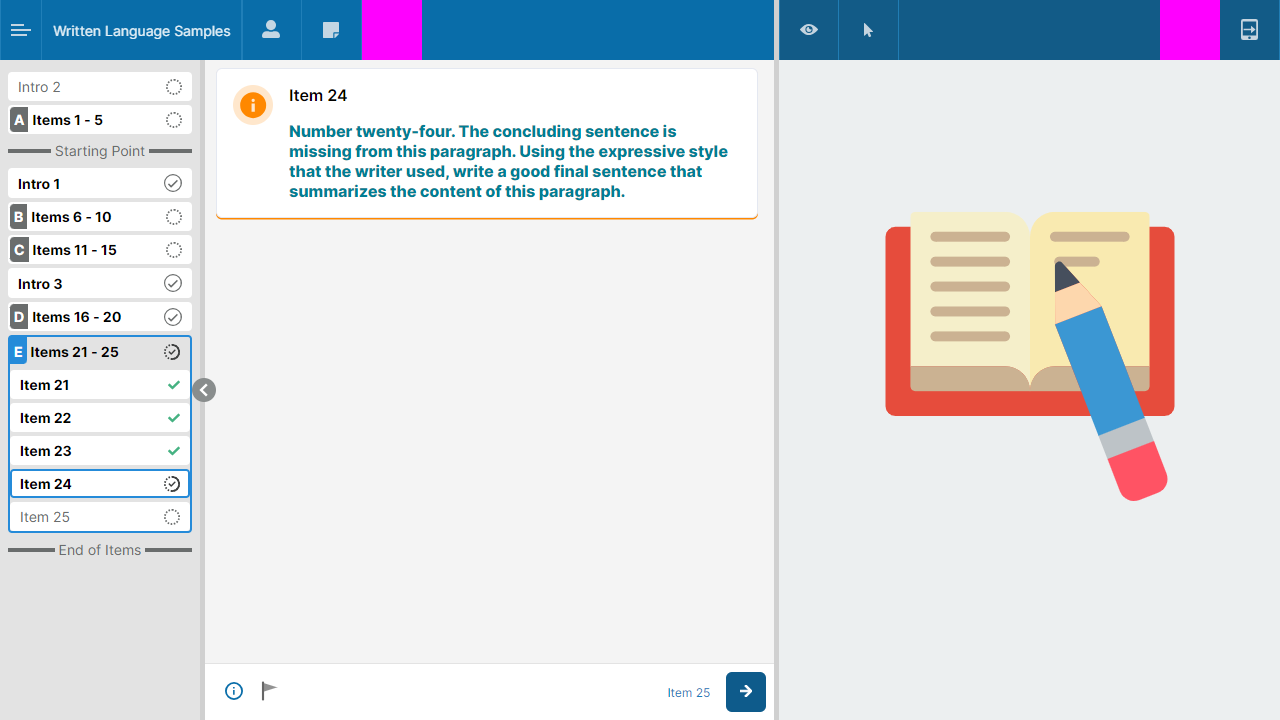 Written Language Samples
Intro 2
A Items 1 - 5
Starting Point
Intro 1
B Items 6 - 10
C Items 11 - 15
Intro 3
D Items 16 - 20
E Items 21 - 25
Item 21
Item 22
Item 23
Item 24
Item 25
End of Items
Item 24
Number twenty-four. The concluding sentence is
missing from this paragraph. Using the expressive style
that the writer used, write a good final sentence that
summarizes the content of this paragraph.
Item 25